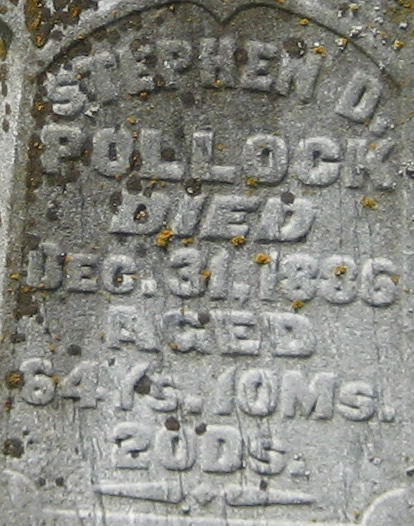 STEPHEN D.
POLLOCK
DIED
DEC. 31, 1886
AGED
64 Ys. 10 Ms.
20 Ds.